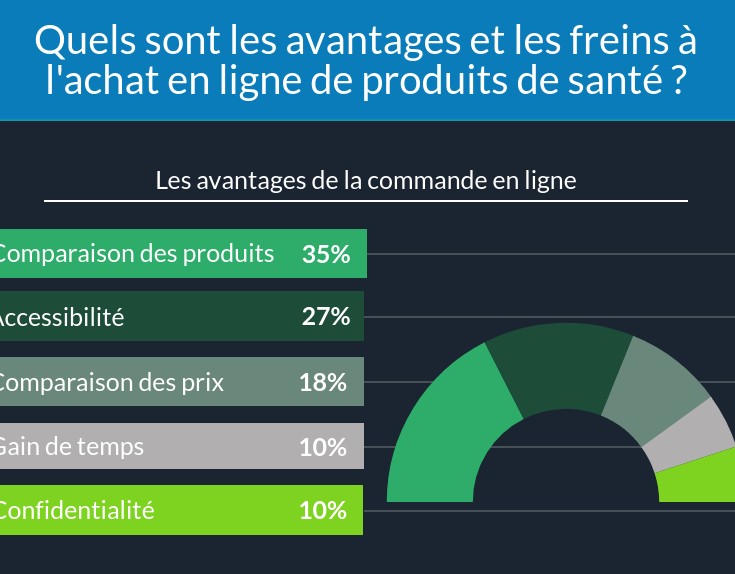 Quels sont les avantages et les freins à
l'achat en ligne de produits de santé ?
Les avantages de la commande en ligne
Comparaison des produits 35%
Accessibilité 27%
Comparaison des prix 18%
Gain de temps 10%
Confidentialité 10%